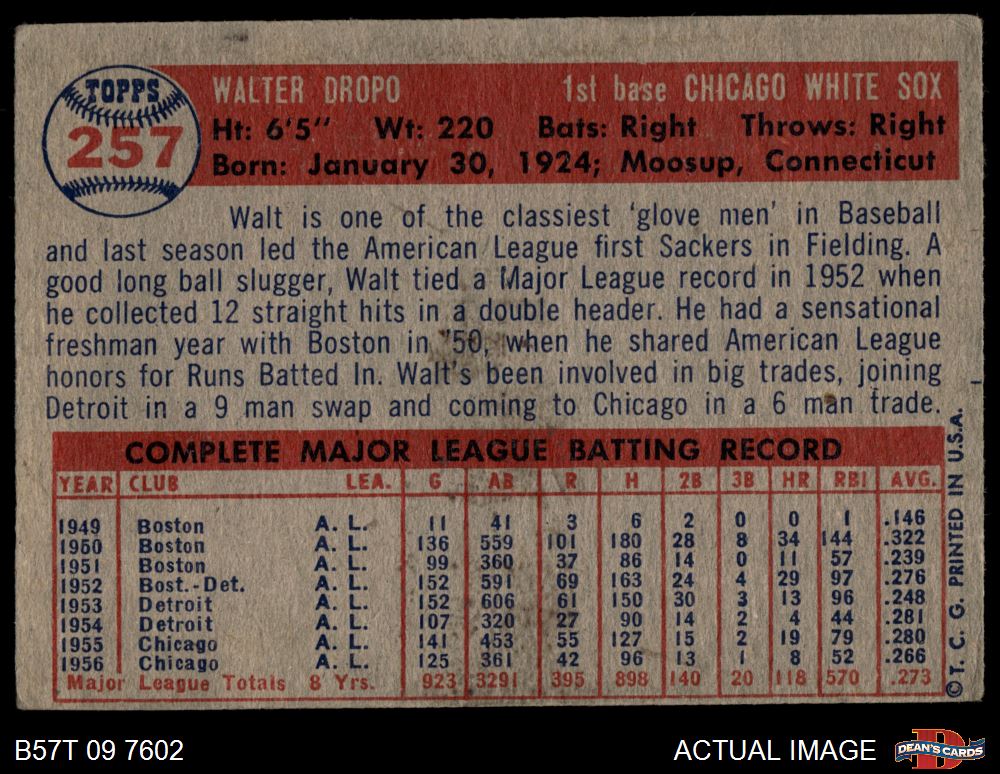 TOPPS
257
WALTER DROPO 1st base CHICAGO WHITE SOX
Ht: 6'5" Wt: 220 Bats: Right Throws: Right
Born: January 30, 1924; Moosup, Connecticut
Walt is one of the classiest 'glove men' in Baseball
and last season led the American League first Sackers in Fielding. A
good long ball slugger, Walt tied a Major League record in 1952 when
he collected 12 straight hits in a double header. He had a sensational
freshman year with Boston in '50, when he shared American League
honors for Runs Batted In. Walt's been involved in big trades, joining
Detroit in a 9 man swap and coming to Chicago in a 6 man trade.
COMPLETE MAJOR LEAGUE BATTING RECORD
YEAR CLUB LEA. G AB R H 2B 3B HR RBI AVG.
1949 Boston A. L. 11 41 3 6 2 0 0 1 .146
1950 Boston A. L. 136 559 101 180 28 8 34 144 .322
1951 Boston A. L. 99 360 37 86 14 0 11 57 .239
1952 Bost.-Det. A. L. 152 591 69 163 24 4 29 97 .276
1953 Detroit A. L. 152 606 61 150 30 3 13 96 .248
1954 Detroit A. L. 107 320 27 90 14 2 4 44 .281
1955 Chicago A. L. 141 453 55 127 15 2 19 79 .280
1956 Chicago A. L. 125 361 42 96 13 1 8 52 .266
Major League Totals 8 Yrs. 923 3291 395 898 140 20 118 570 .273
©T. C. G. PRINTED IN U.S.A.
B57T 09 7602 ACTUAL IMAGE
DEAN'S CARDS